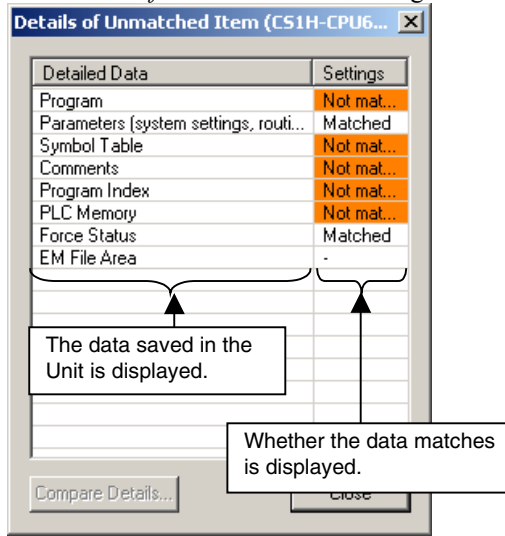 Details of Unmatched Item (CS1H-CPU6...
Detailed Data Settings
Program Not mat...
Parameters (system settings, routi... Matched
Symbol Table Not mat...
Comments Not mat...
Program Index Not mat...
PLC Memory Not mat...
Force Status Matched
EM File Area -
The data saved in the
Unit is displayed.
Whether the data matches
is displayed.
Compare Details... Close